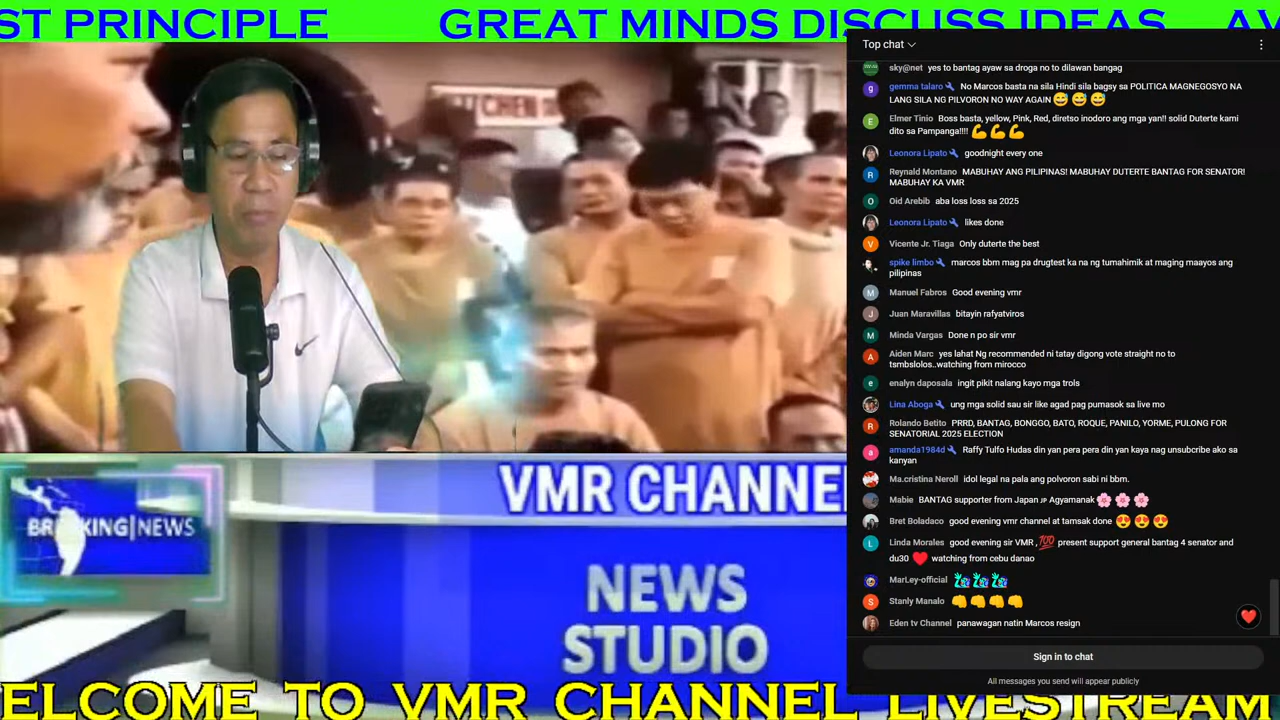 ST PRINCIPLE GREAT MINDS DISCUSS IDEAS AV
Top chat
sky@net yes to bantag ayaw sa droga no to dilawan bangag
g
gemma talaro No Marcos basta na sila Hindi sila bagsy sa POLITICA MAGNEGOSYO NA
LANG SILA NG PILVORON NO WAY AGAIN 😅 😅 😅
E
Elmer Tinio Boss basta, yellow, Pink, Red, diretso inodoro ang mga yan!! solid Duterte kami
dito sa Pampanga!!!! 💪 💪 💪
Leonora Lipato goodnight every one
R
Reynald Montano MABUHAY ANG PILIPINAS! MABUHAY DUTERTE BANTAG FOR SENATOR!
MABUHAY KA VMR
O
Oid Arebib aba loss loss sa 2025
Leonora Lipato likes done
V
Vicente Jr. Tiaga Only duterte the best
spike limbo marcos bbm mag pa drugtest ka na ng tumahimik at maging maayos ang
pilipinas
M
Manuel Fabros Good evening vmr
J
Juan Maravillas bitayin rafyatviros
M
Minda Vargas Done n po sir vmr
A
Aiden Marc yes lahat Ng recommended ni tatay digong vote straight no to
tsmbslolos..watching from mirocco
e
enalyn daposala ingit pikit nalang kayo mga trols
Lina Aboga ung mga solid sau sir like agad pag pumasok sa live mo
R
Rolando Betito PRRD, BANTAG, BONGGO, BATO, ROQUE, PANILO, YORME, PULONG FOR
SENATORIAL 2025 ELECTION
a
amanda1984d Raffy Tulfo Hudas din yan pera pera din yan kaya nag unsubcribe ako sa
kanyan
Ma.cristina Neroll idol legal na pala ang polvoron sabi ni bbm.
Mabie BANTAG supporter from Japan JP Agyamanak🌸 🌸 🌸
Bret Boladaco good evening vmr channel at tamsak done 😍 😍 😍
L
Linda Morales good evening sir VMR ,💯 present support general bantag 4 senator and
du30 ❤️ watching from cebu danao
MarLey-official
S
Stanly Manalo 👊 👊 👊 👊
Eden tv Channel panawagan natin Marcos resign
Sign in to chat
All messages you send will appear publicly
VMR CHANNE
BR KING|NEWS
NEWS
STUDIO
ELCOME TO VMR CHANNEL LIVESTREAM